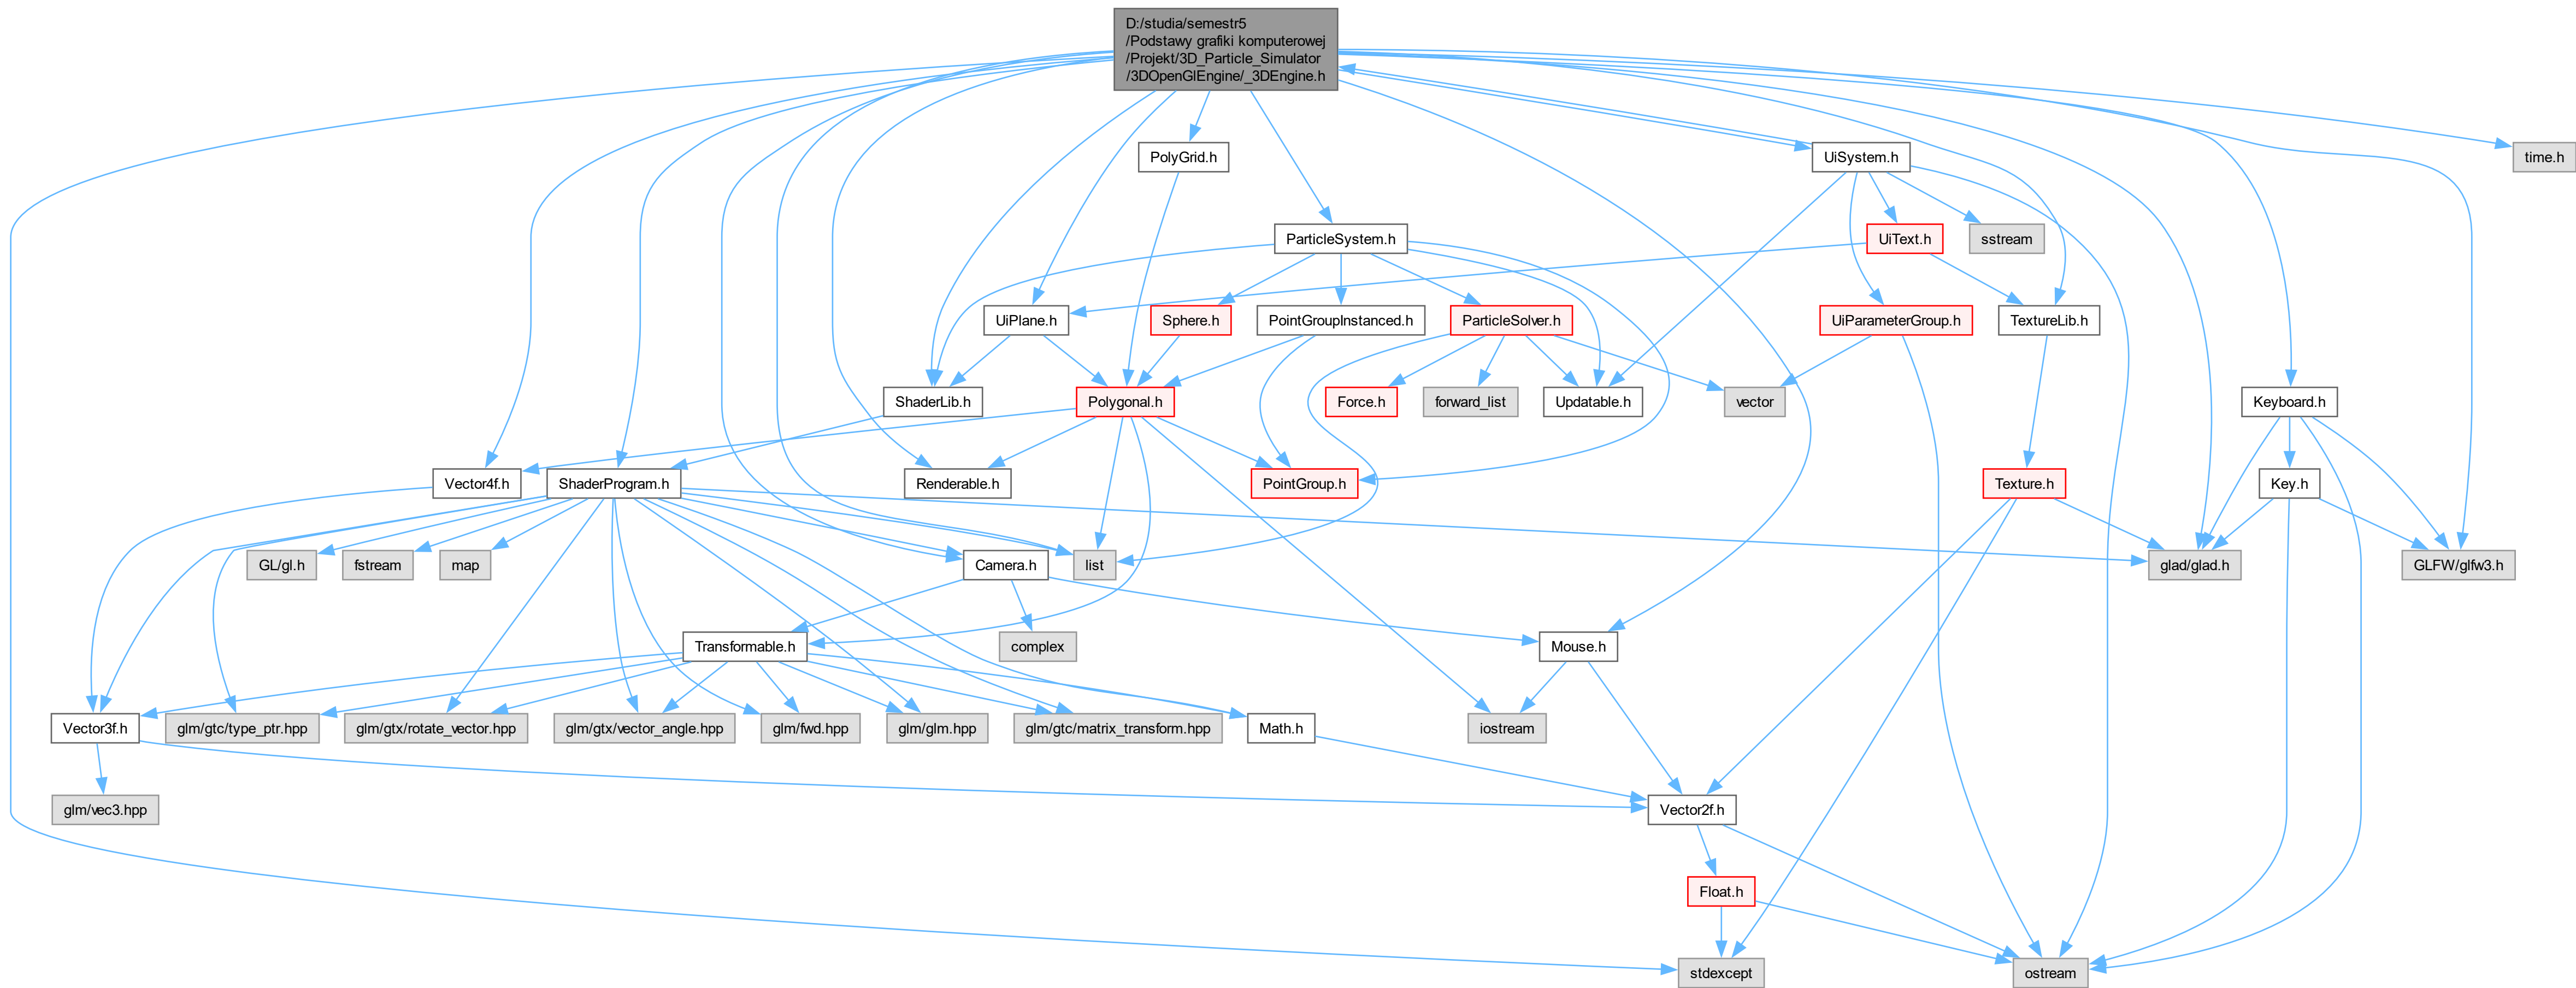 D:/studia/semestr5
/Podstawy grafiki komputerowej
/Projekt/3D_Particle_Simulator
/3DOpenGlEngine/_3DEngine.h
PolyGrid.h
UiSystem.h
time.h
ParticleSystem.h
UiText.h
sstream
UiPlane.h
Sphere.h
PointGroupInstanced.h
ParticleSolver.h
UiParameterGroup.h
TextureLib.h
ShaderLib.h
Polygonal.h
Force.h
forward_list
Updatable.h
vector
Keyboard.h
Vector4f.h
ShaderProgram.h
Renderable.h
PointGroup.h
Texture.h
Key.h
GL/gl.h
fstream
map
Camera.h
list
glad/glad.h
GLFW/glfw3.h
Transformable.h
complex
Mouse.h
Vector3f.h
glm/gtc/type_ptr.hpp
glm/gtx/rotate_vector.hpp
glm/gtx/vector_angle.hpp
glm/fwd.hpp
glm/glm.hpp
glm/gtc/matrix_transform.hpp
Math.h
iostream
glm/vec3.hpp
Vector2f.h
Float.h
stdexcept
ostream